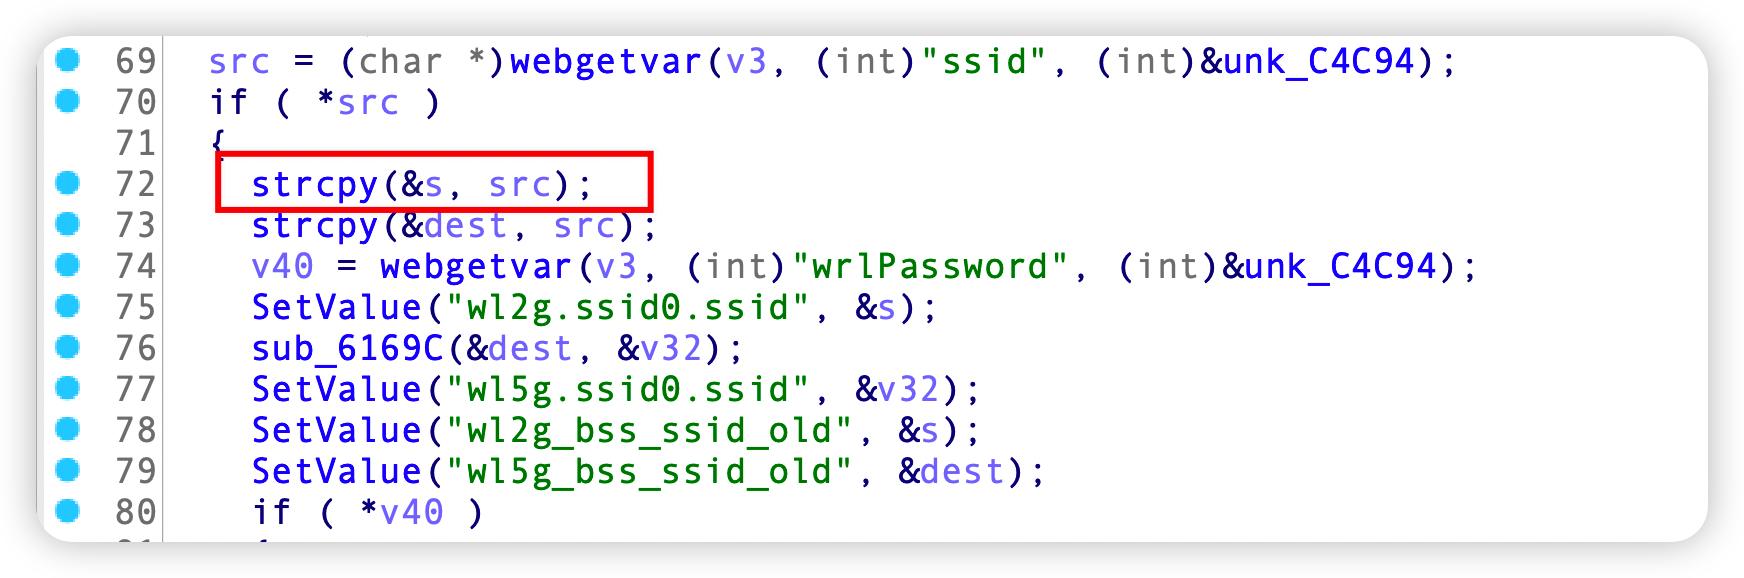 69 src = (char *)webgetvar(v3, (int)"ssid", (int)&unk_C4C94);
70 if ( *src )
71 {
72 strcpy(&s, src);
73 strcpy(&dest, src);
74 v40 = webgetvar(v3, (int)"wrlPassword", (int)&unk_C4C94);
75 SetValue("wl2g.ssid0.ssid", &s);
76 sub_6169C(&dest, &v32);
77 SetValue("wl5g.ssid0.ssid", &v32);
78 SetValue("wl2g_bss_ssid_old", &s);
79 SetValue("wl5g_bss_ssid_old", &dest);
80 if ( *v40 )